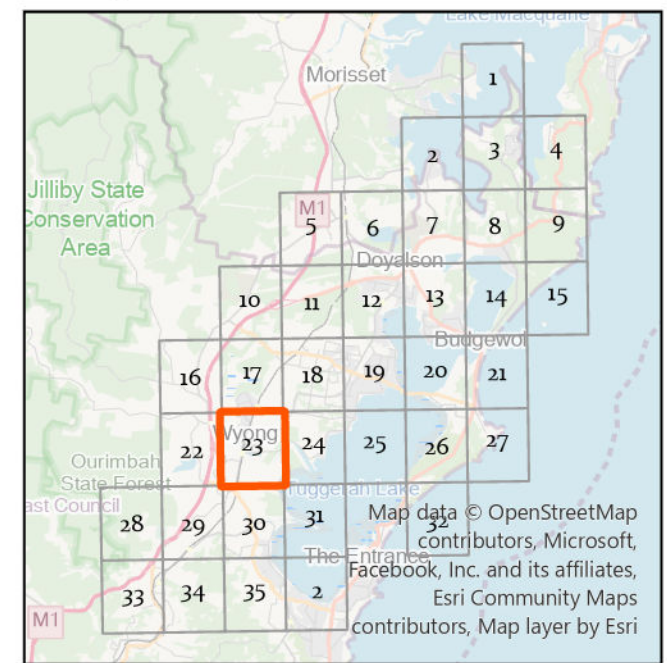 Lake Macquarie
Morisset
1
2
3
4
Jilliby State
Conservation
Area
M1
5
6
7
8
9
Doyalson
10
11
12
13
14
15
Budgewoi
16
17
18
19
20
21
Wyong
22
23
24
25
26
27
Ourimbah
State Forest
ast Council
Tuggerah Lake
28
29
30
31
32
Map data © OpenStreetMap
contributors, Microsoft,
The Entrance
Facebook, Inc. and its affiliates,
33
34
35
2
Esri Community Maps
M1
contributors, Map layer by Esri